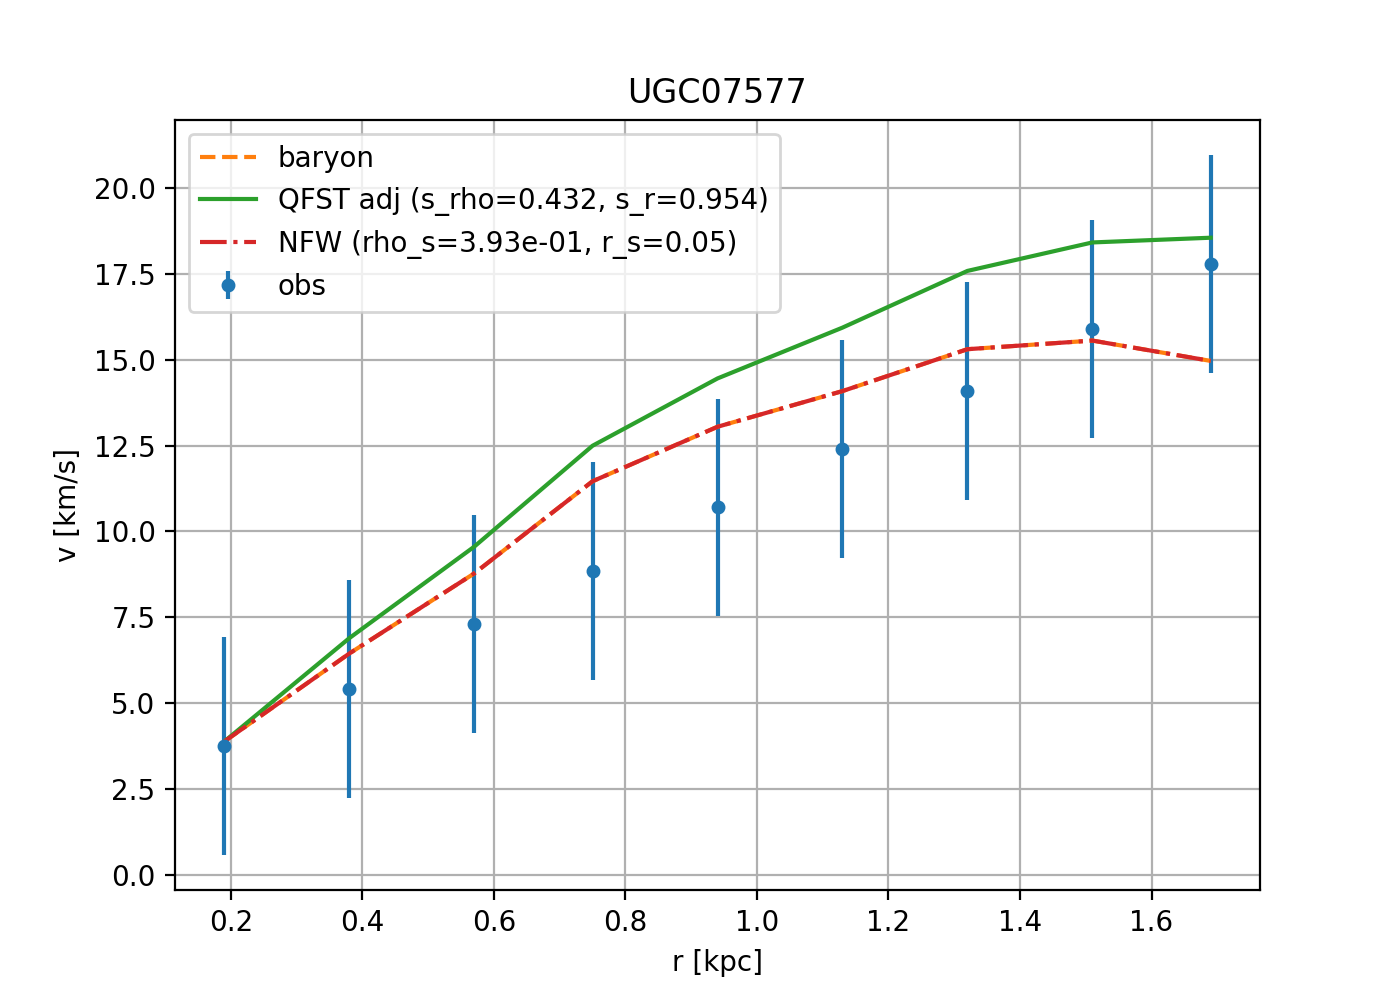 UGC07577
baryon
QFST adj (s_rho=0.432, s_r=0.954)
NFW (rho_s=3.93e-01, r_s=0.05)
obs
20.0
17.5
15.0
12.5
10.0
7.5
5.0
2.5
0.0
v [km/s]
0.2 0.4 0.6 0.8 1.0 1.2 1.4 1.6
r [kpc]